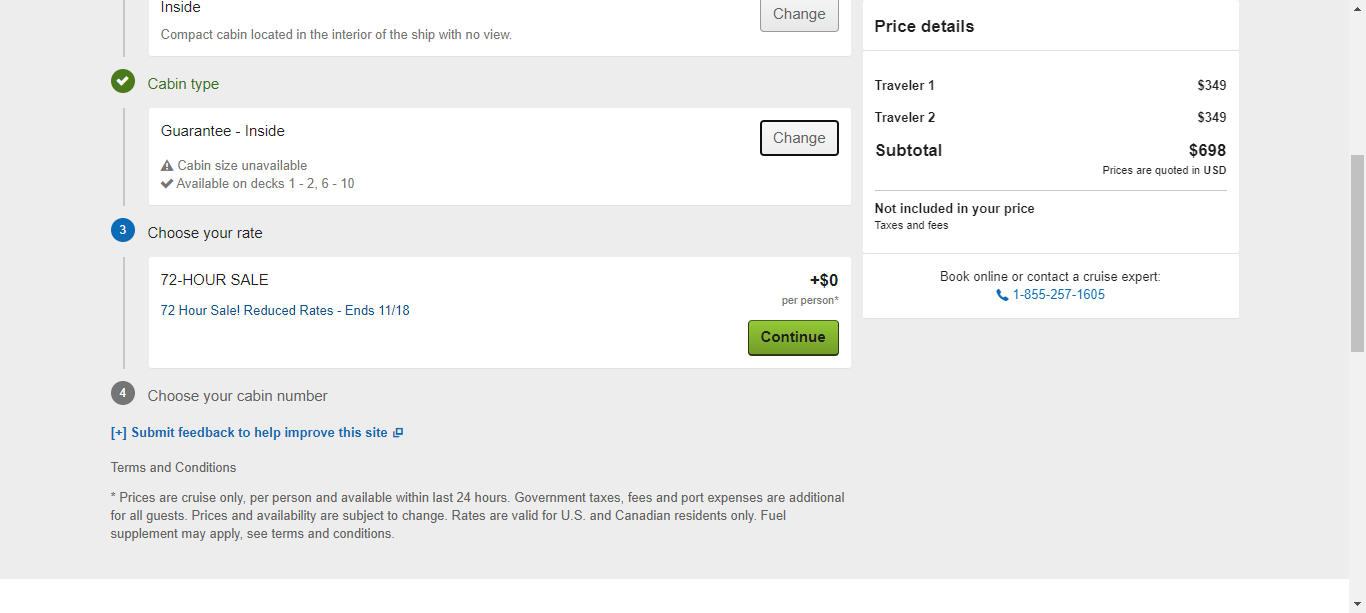 Inside
Change
Compact cabin located in the interior of the ship with no view.
Cabin type
Guarantee - Inside
Change
Cabin size unavailable
Available on decks 1 - 2, 6 - 10
3
Choose your rate
72-HOUR SALE
+$0
72 Hour Sale! Reduced Rates - Ends 11/18
per person*
Continue
4
Choose your cabin number
[+] Submit feedback to help improve this site
Terms and Conditions
* Prices are cruise only, per person and available within last 24 hours. Government taxes, fees and port expenses are additional
for all guests. Prices and availability are subject to change. Rates are valid for U.S. and Canadian residents only. Fuel
supplement may apply, see terms and conditions.
Price details
Traveler 1 $349
Traveler 2 $349
Subtotal $698
Prices are quoted in USD
Not included in your price
Taxes and fees
Book online or contact a cruise expert:
1-855-257-1605